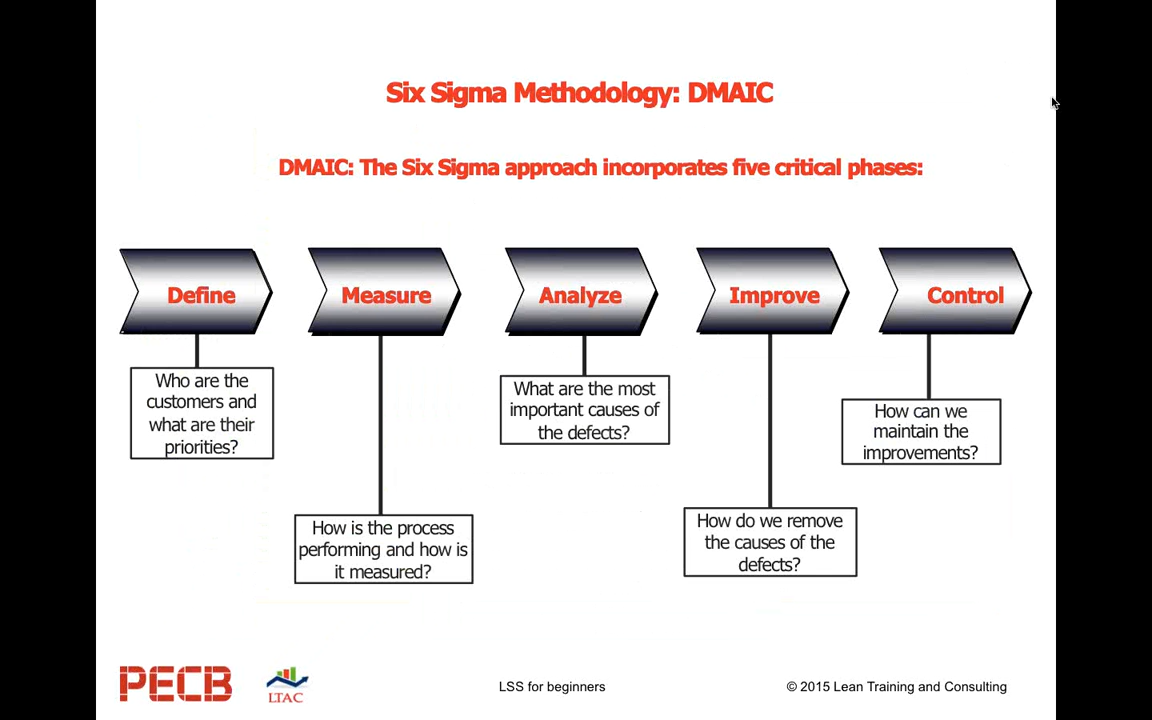 Six Sigma Methodology: DMAIC
DMAIC: The Six Sigma approach incorporates five critical phases:
Define
Measure
Analyze
Improve
Control
Who are the
customers and
what are their
priorities?
How is the process
performing and how is
it measured?
What are the most
important causes of
the defects?
How do we remove
the causes of the
defects?
How can we
maintain the
improvements?
PECB
LTAC
LSS for beginners
© 2015 Lean Training and Consulting